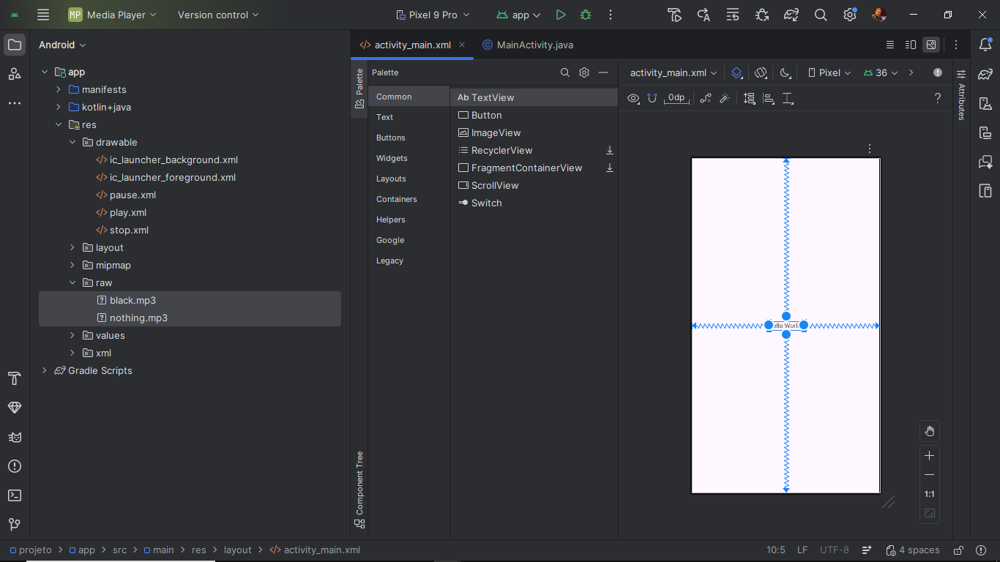 MP Media Player
Version control
Pixel 9 Pro
app
Android
activity_main.xml
MainActivity.java
app
manifests
kotlin+java
res
drawable
ic_launcher_background.xml
ic_launcher_foreground.xml
pause.xml
play.xml
stop.xml
layout
mipmap
raw
black.mp3
nothing.mp3
values
xml
Gradle Scripts
Palette
Component Tree
Palette
Common
Text
Buttons
Widgets
Layouts
Containers
Helpers
Google
Legacy
Ab TextView
Button
ImageView
RecyclerView
FragmentContainerView
ScrollView
Switch
activity_main.xml
Pixel
36
0dp
?
Attributes
ello Worl
1:1
projeto
app
src
main
res
layout
activity_main.xml
10:5
LF
UTF-8
4 spaces